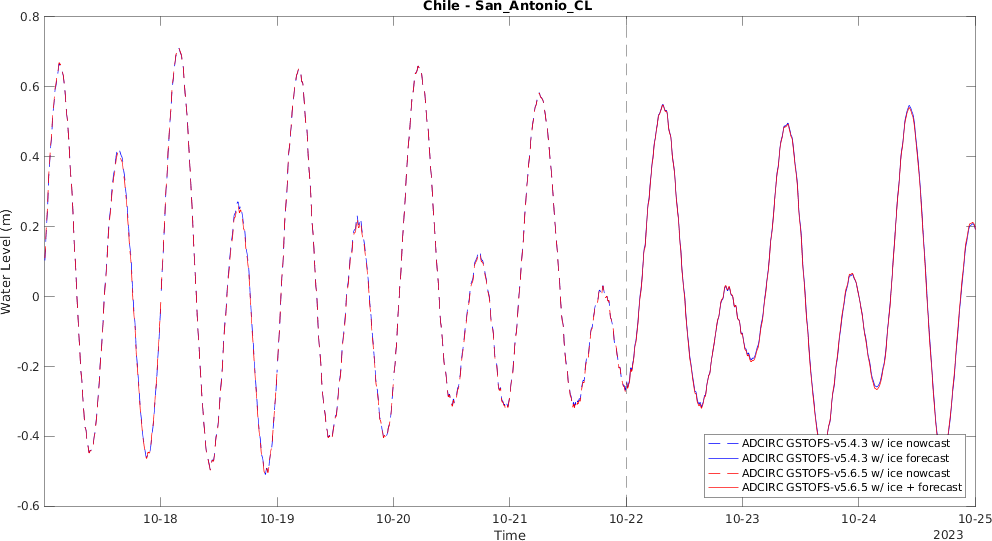 Chile - San_Antonio_CL
0.8
0.6
0.4
0.2
0
-0.2
-0.4
-0.6
Water Level (m)
ADCIRC GSTOFS-v5.4.3 w/ ice nowcast
ADCIRC GSTOFS-v5.4.3 w/ ice forecast
ADCIRC GSTOFS-v5.6.5 w/ ice nowcast
ADCIRC GSTOFS-v5.6.5 w/ ice + forecast
10-18 10-19 10-20 10-21 10-22 10-23 10-24 10-25
Time
2023